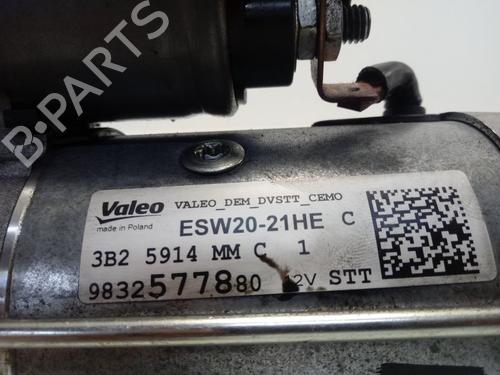 B-PARTS
Valeo
made in Poland
VALEO_DEM_DVSTT_CEMO
ESW20-21HE C
3B2 5914 MM C 1
9832577880 2V STT